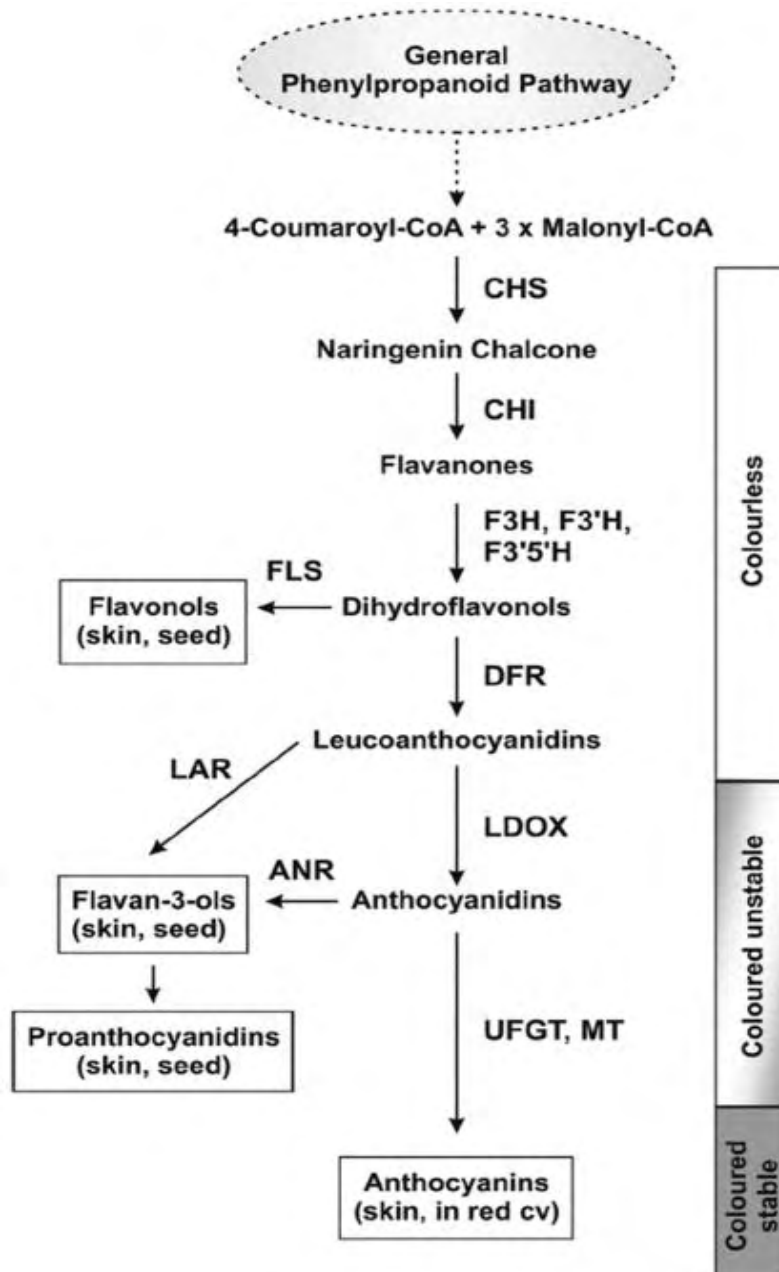 General
Phenylpropanoid Pathway
4-Coumaroyl-CoA + 3 x Malonyl-CoA
CHS
Naringenin Chalcone
CHI
Flavanones
F3H, F3'H,
F3'5'H
FLS
Flavonols
(skin, seed)
Dihydroflavonols
DFR
Leucoanthocyanidins
LAR
LDOX
ANR
Flavan-3-ols
(skin, seed)
Anthocyanidins
Proanthocyanidins
(skin, seed)
UFGT, MT
Anthocyanins
(skin, in red cv)
Colourless
Coloured unstable
Coloured
stable